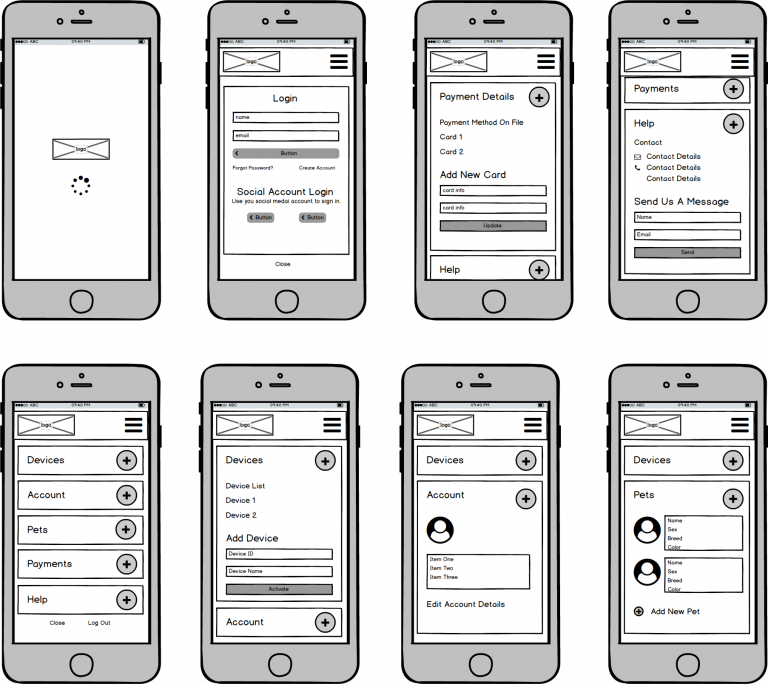 ABC 09:40 PM
logo
ABC 09:40 PM
logo
Login
name
email
Button
Forgot Password? Create Account
Social Account Login
Use you social medai account to sign in.
Button Button
Close
ABC 09:40 PM
logo
Payment Details
Payment Method On File
Card 1
Card 2
Add New Card
card info
card info
Update
Help
ABC 09:40 PM
logo
Payments
Help
Contact
Contact Details
Contact Details
Contact Details
Send Us A Message
Name
Email
Send
ABC 09:40 PM
logo
Devices
Account
Pets
Payments
Help
Close Log Out
ABC 09:40 PM
logo
Devices
Device List
Device 1
Device 2
Add Device
Device ID
Device Name
Activate
Account
ABC 09:40 PM
logo
Devices
Account
Item One
Item Two
Item Three
Edit Account Details
ABC 09:40 PM
logo
Devices
Pets
Name
Sex
Breed
Color
Name
Sex
Breed
Color
Add New Pet